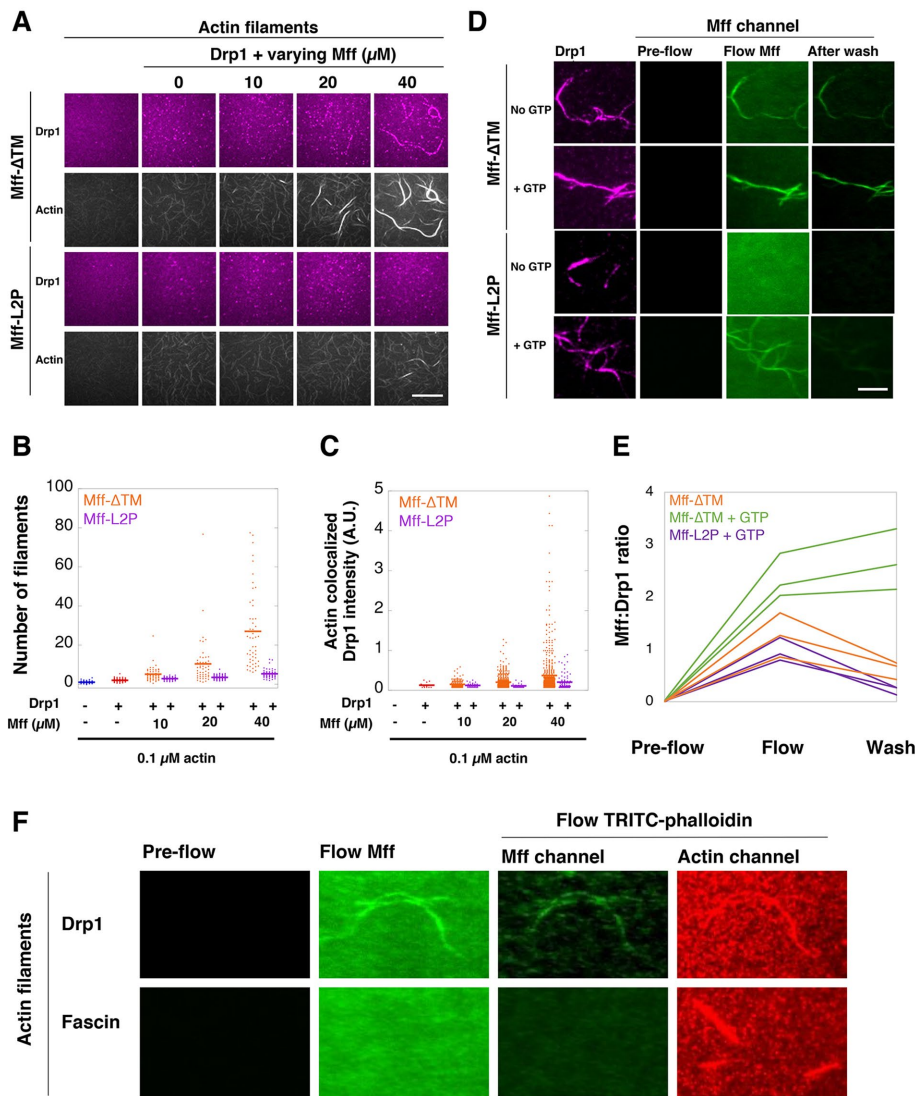 A
Actin filaments
Drp1 + varying Mff (µM)
0 10 20 40
Mff-ΔTM
Drp1
Actin
Mff-L2P
Drp1
Actin
D
Mff channel
Drp1 Pre-flow Flow Mff After wash
Mff-ΔTM
No GTP
+ GTP
Mff-L2P
No GTP
+ GTP
B
Number of filaments
100
80
60
40
20
0
Mff-ΔTM
Mff-L2P
Drp1 - + + + + + + +
Mff (µM) - - 10 20 40
0.1 µM actin
C
Actin colocalized
Drp1 intensity (A.U.)
5
4
3
2
1
0
Mff-ΔTM
Mff-L2P
Drp1 - + + + + + + +
Mff (µM) - - 10 20 40
0.1 µM actin
E
Mff:Drp1 ratio
4
3
2
1
0
Mff-ΔTM
Mff-ΔTM + GTP
Mff-L2P + GTP
Pre-flow Flow Wash
F
Flow TRITC-phalloidin
Pre-flow Flow Mff Mff channel Actin channel
Actin filaments
Drp1
Fascin